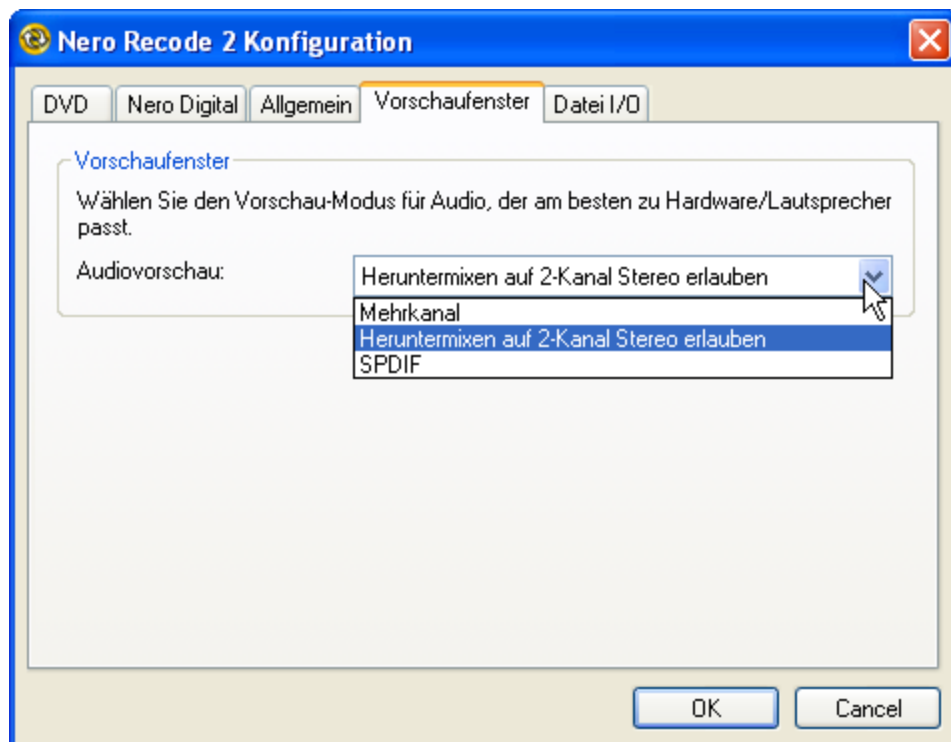 Nero Recode 2 Konfiguration
DVD
Nero Digital
Allgemein
Vorschaufenster
Datei I/O
Vorschaufenster
Wählen Sie den Vorschau-Modus für Audio, der am besten zu Hardware/Lautsprecher
passt.
Audiovorschau:
Heruntermixen auf 2-Kanal Stereo erlauben
Mehrkanal
Heruntermixen auf 2-Kanal Stereo erlauben
SPDIF
OK
Cancel